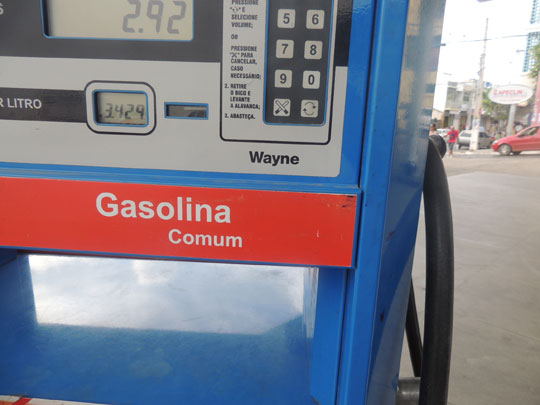 S
2.92
PRESSIONE
SELECIONE
VOLUME;
OU
PRESSIONE
"X" PARA
CANCELAR,
CASO
NECESSÁRIO;
2. RETIRE
O BICO E
LEVANTE
A ALAVANCA;
3. ABASTEÇA.
5 6
7 8
9 0
R LITRO
3.429
Wayne
Gasolina
Comum